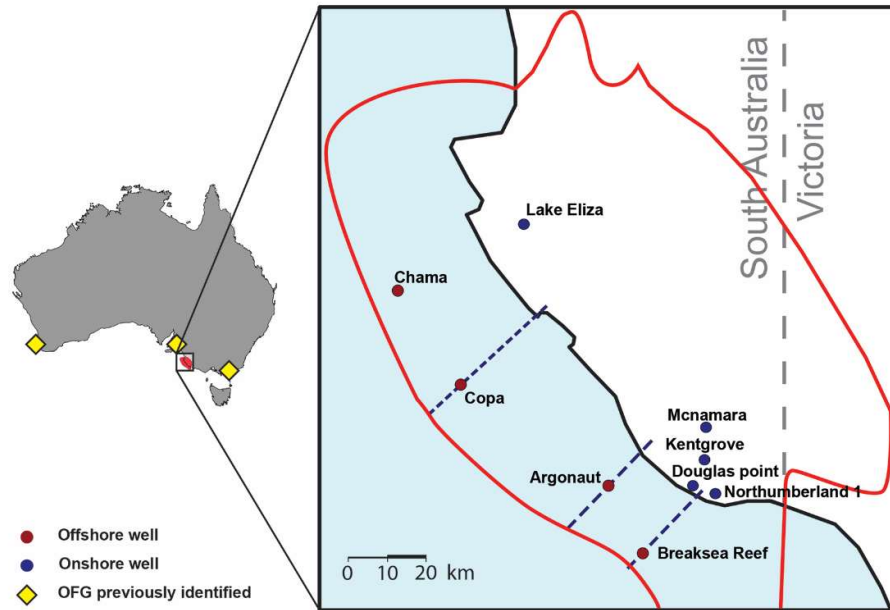 South Australia
Victoria
Lake Eliza
Chama
Copa
Mcnamara
Kentgrove
Douglas point
Argonaut
Northumberland 1
Breaksea Reef
0 10 20 km
Offshore well
Onshore well
OFG previously identified